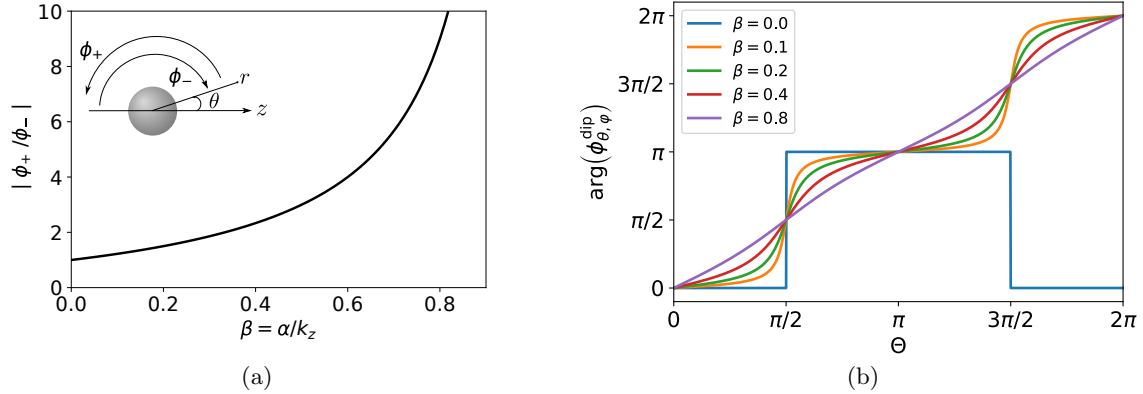 10
8
6
4
2
0
| ϕ₊ /ϕ₋ |
ϕ₊
ϕ₋
r
θ
z
0.0 0.2 0.4 0.6 0.8
β = α/k_z
(a)
2π
3π/2
π
π/2
0
arg(ϕ^dip_θ,φ)
β = 0.0
β = 0.1
β = 0.2
β = 0.4
β = 0.8
0 π/2 π 3π/2 2π
Θ
(b)